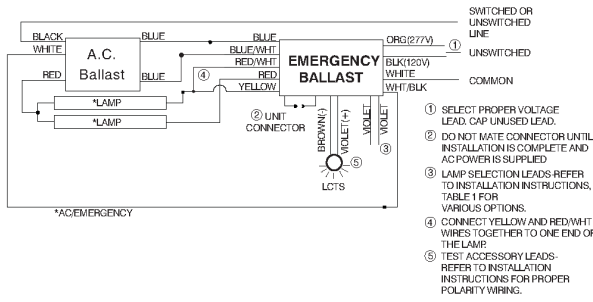 SWITCHED OR
UNSWITCHED
LINE
BLACK
BLUE
BLUE
ORG(277V)
①
WHITE
A.C.
Ballast
BLUE/WHT
EMERGENCY
BALLAST
UNSWITCHED
RED/WHT
BLK(120V)
RED
BLUE
④
RED
WHITE
COMMON
YELLOW
WHT/BLK
*LAMP
*LAMP
② UNIT
CONNECTOR
BROWN(-)
VIOLET(+)
VIOLET
VIOLET
③
⑤
LCTS
*AC/EMERGENCY
① SELECT PROPER VOLTAGE
LEAD. CAP UNUSED LEAD.
② DO NOT MATE CONNECTOR UNTIL
INSTALLATION IS COMPLETE AND
AC POWER IS SUPPLIED
③ LAMP SELECTION LEADS-REFER
TO INSTALLATION INSTRUCTIONS,
TABLE 1 FOR
VARIOUS OPTIONS.
④ CONNECT YELLOW AND RED/WHT
WIRES TOGETHER TO ONE END OF
THE LAMP.
⑤ TEST ACCESSORY LEADS-
REFER TO INSTALLATION
INSTRUCTIONS FOR PROPER
POLARITY WIRING.